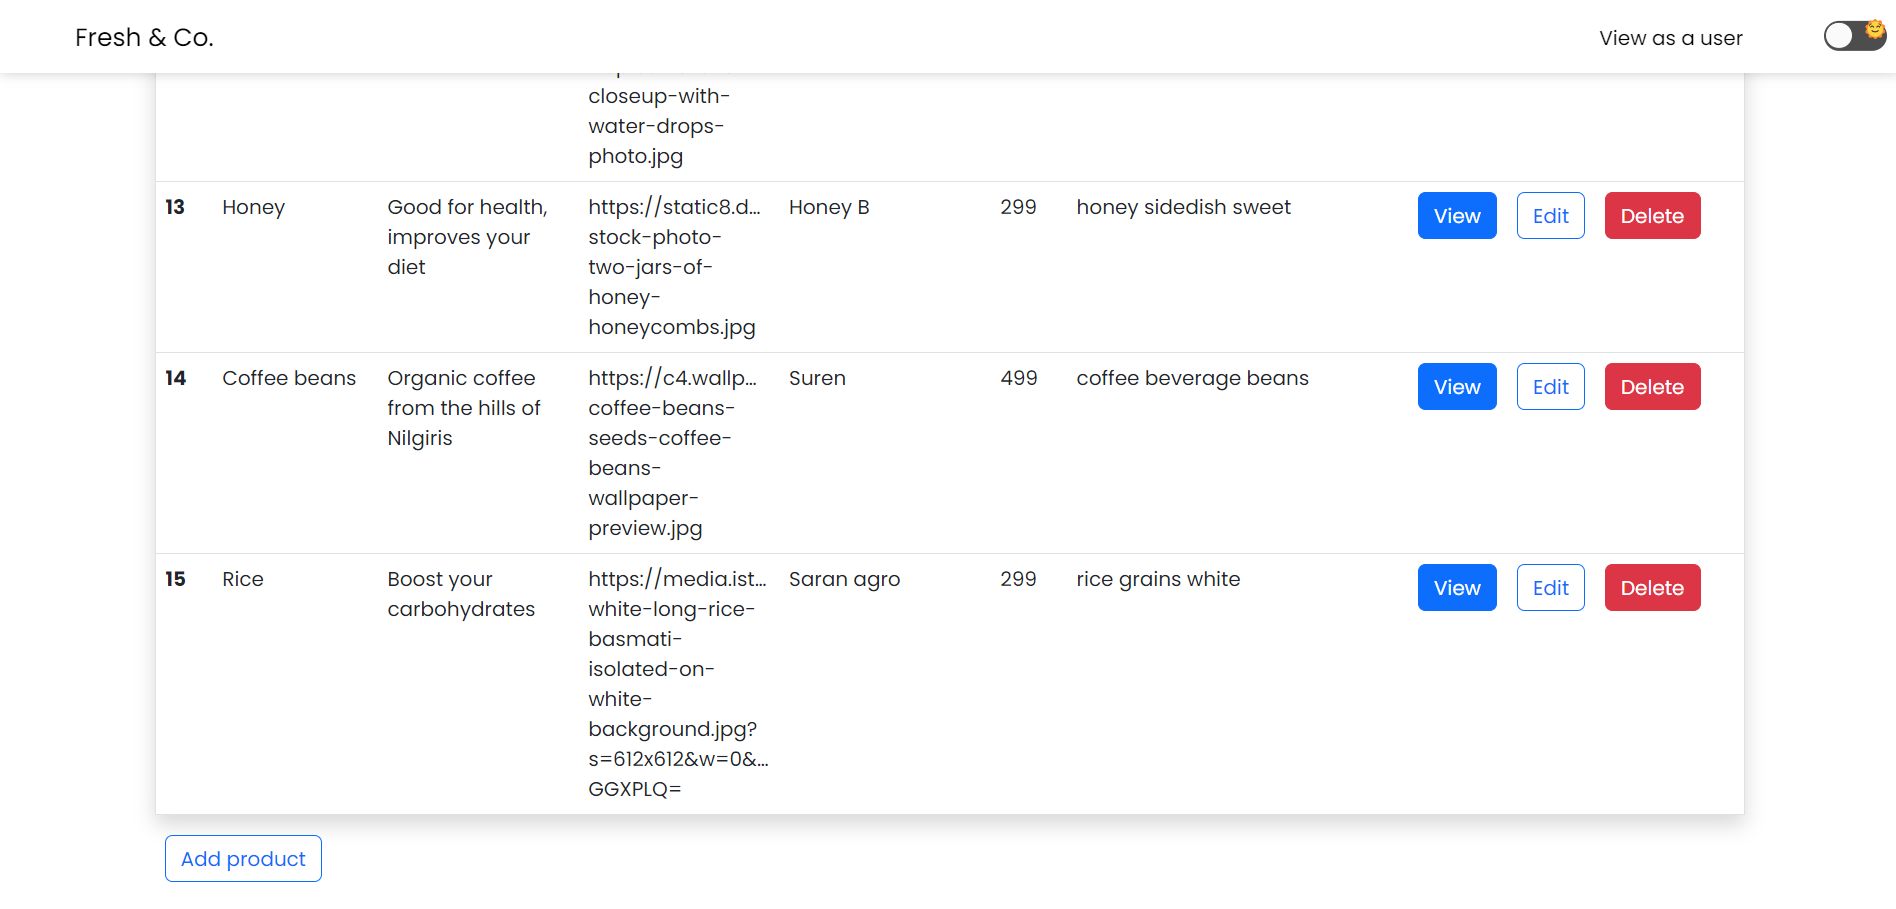 Fresh & Co.
View as a user
closeup-with-
water-drops-
photo.jpg
13 Honey Good for health, https://static8.d... Honey B 299 honey sidedish sweet View Edit Delete
improves your stock-photo-
diet two-jars-of-
honey-
honeycombs.jpg
14 Coffee beans Organic coffee https://c4.wallp... Suren 499 coffee beverage beans View Edit Delete
from the hills of coffee-beans-
Nilgiris seeds-coffee-
beans-
wallpaper-
preview.jpg
15 Rice Boost your https://media.ist... Saran agro 299 rice grains white View Edit Delete
carbohydrates white-long-rice-
basmati-
isolated-on-
white-
background.jpg?
s=612x612&w=0&...
GGXPLQ=
Add product